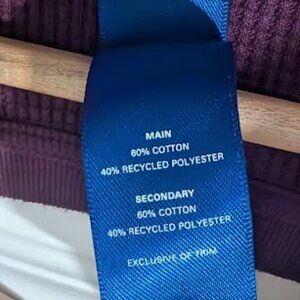 MAIN
60% COTTON
40% RECYCLED POLYESTER
SECONDARY
60% COTTON
40% RECYCLED POLYESTER
EXCLUSIVE OF TRIM